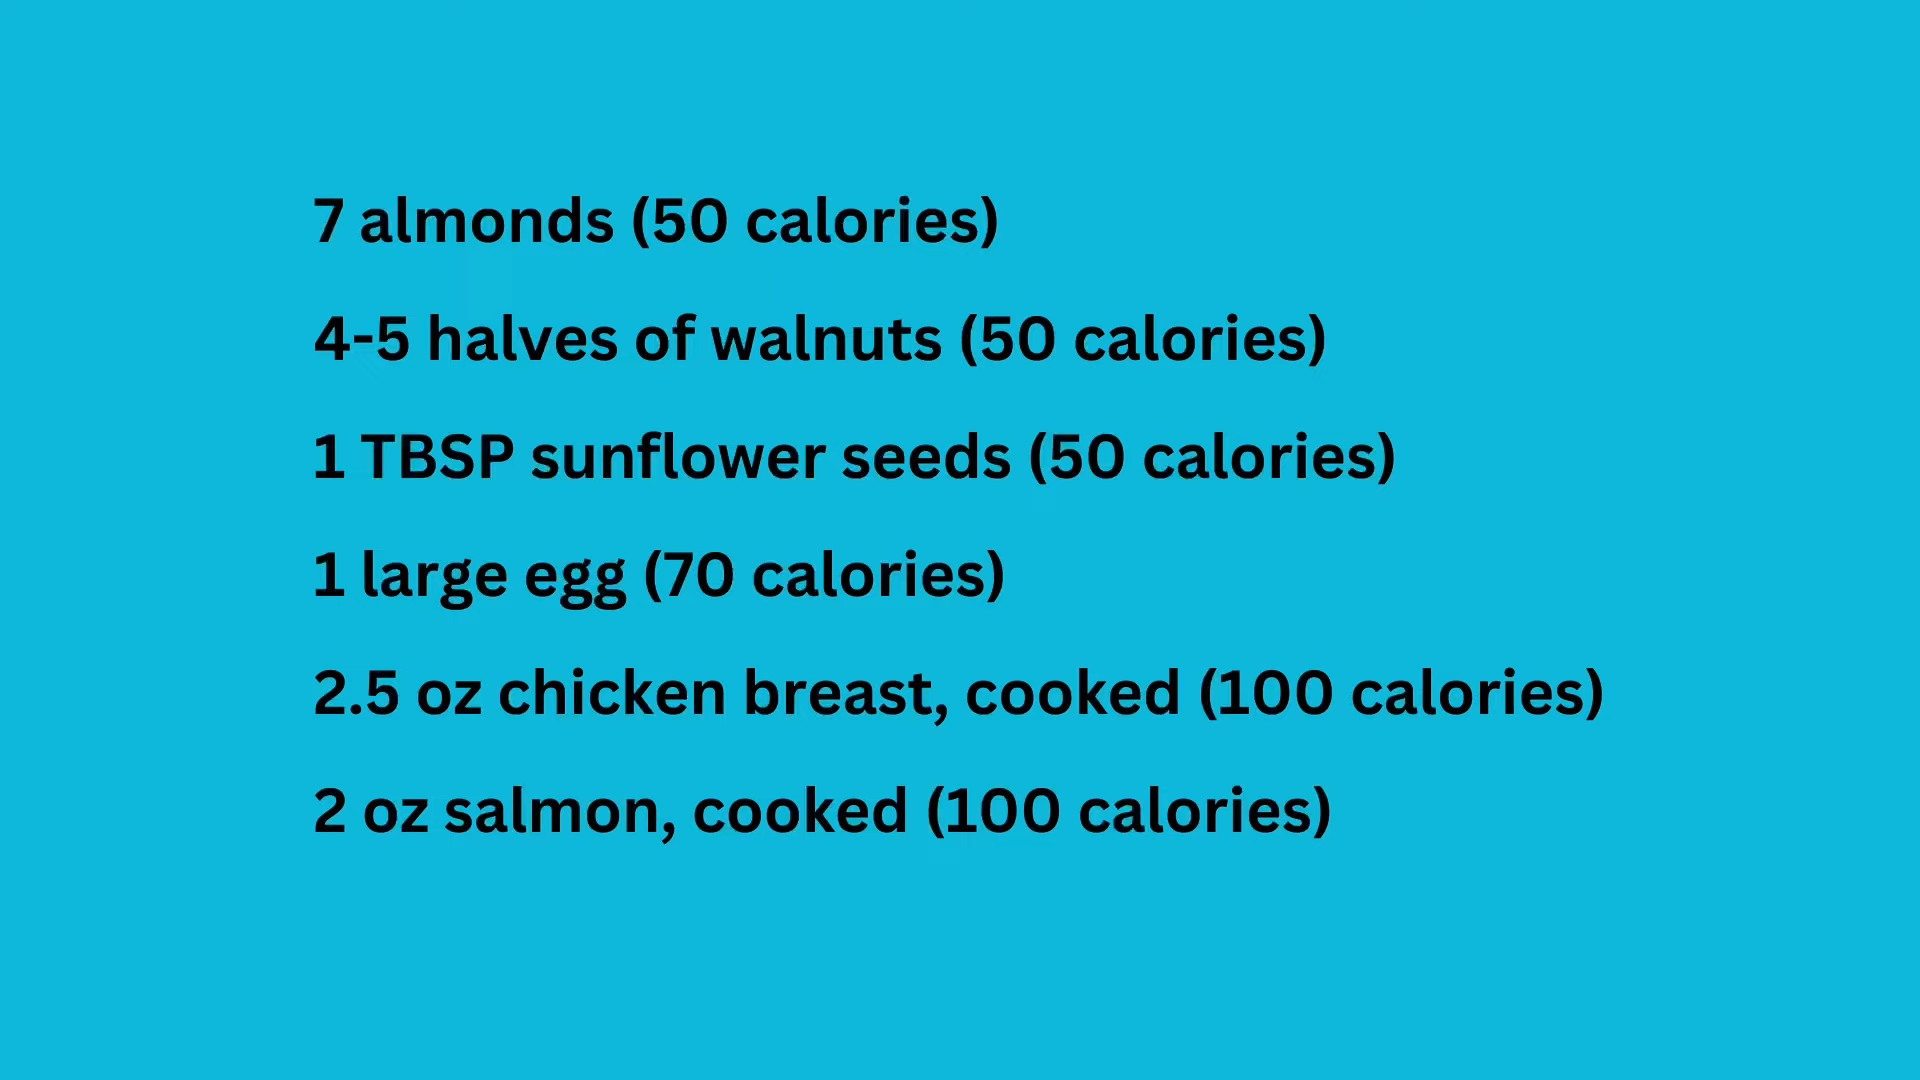 7 almonds (50 calories)
4-5 halves of walnuts (50 calories)
1 TBSP sunflower seeds (50 calories)
1 large egg (70 calories)
2.5 oz chicken breast, cooked (100 calories)
2 oz salmon, cooked (100 calories)